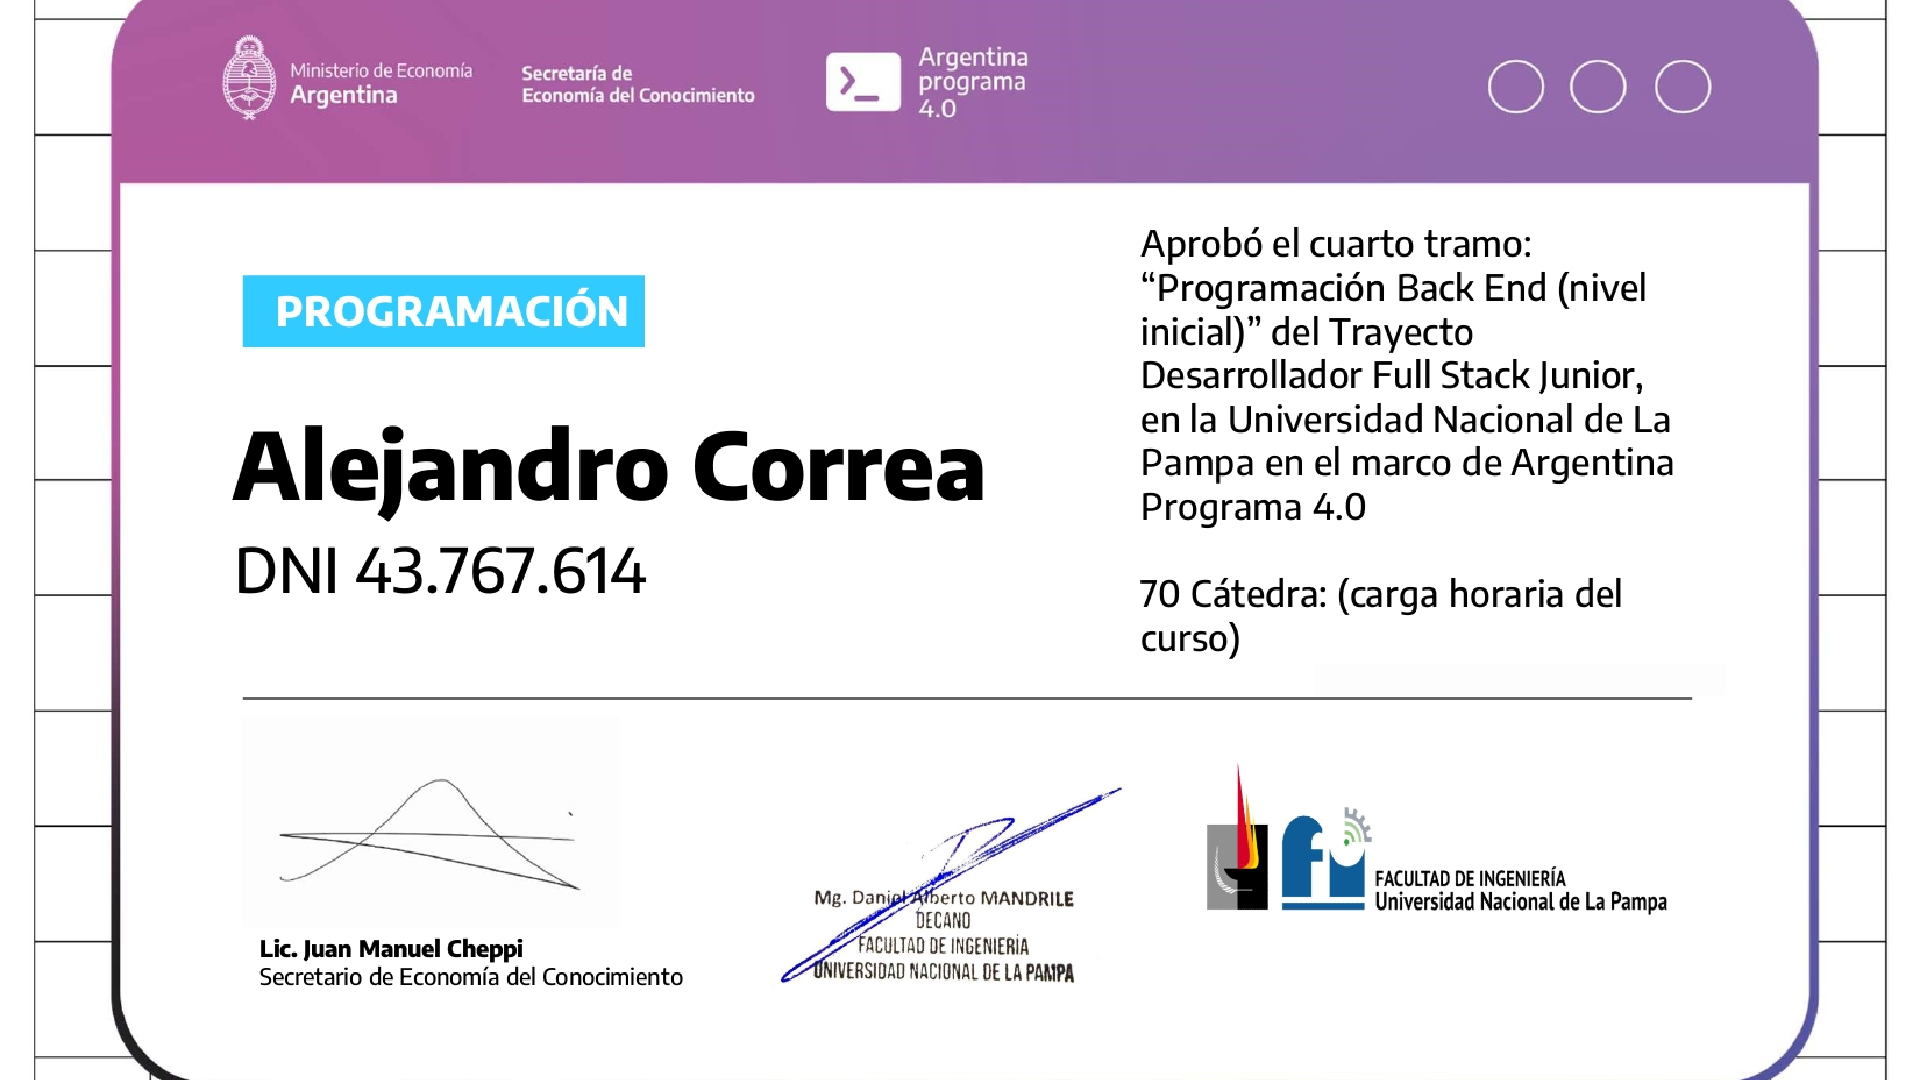 Ministerio de Economía
Argentina
Secretaría de
Economía del Conocimiento
Argentina
programa
4.0
PROGRAMACIÓN
Alejandro Correa
DNI 43.767.614
Aprobó el cuarto tramo:
“Programación Back End (nivel
inicial)” del Trayecto
Desarrollador Full Stack Junior,
en la Universidad Nacional de La
Pampa en el marco de Argentina
Programa 4.0
70 Cátedra: (carga horaria del
curso)
Lic. Juan Manuel Cheppi
Secretario de Economía del Conocimiento
Mg. Daniel Alberto MANDRILE
DECANO
FACULTAD DE INGENIERÍA
UNIVERSIDAD NACIONAL DE LA PAMPA
FACULTAD DE INGENIERÍA
Universidad Nacional de La Pampa